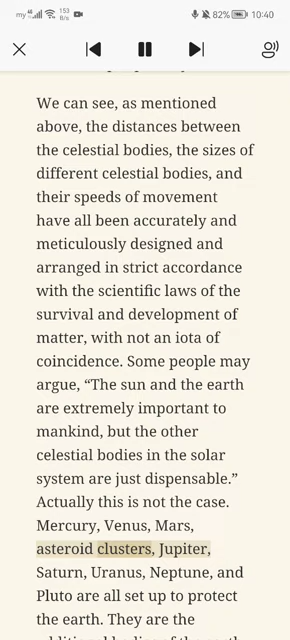 my 4G 153 B/s 82% 10:40
We can see, as mentioned
above, the distances between
the celestial bodies, the sizes of
different celestial bodies, and
their speeds of movement
have all been accurately and
meticulously designed and
arranged in strict accordance
with the scientific laws of the
survival and development of
matter, with not an iota of
coincidence. Some people may
argue, “The sun and the earth
are extremely important to
mankind, but the other
celestial bodies in the solar
system are just dispensable.”
Actually this is not the case.
Mercury, Venus, Mars,
asteroid clusters, Jupiter,
Saturn, Uranus, Neptune, and
Pluto are all set up to protect
the earth. They are the